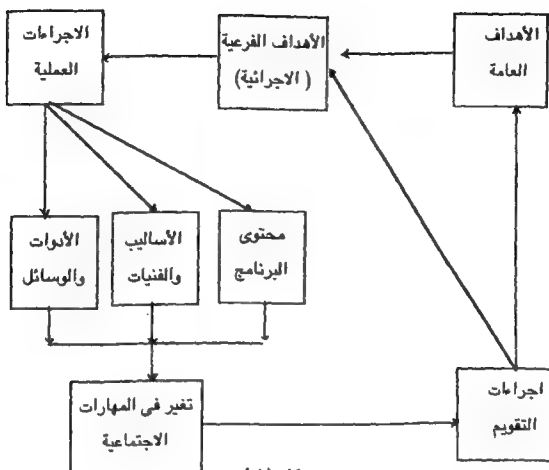 الأهداف
العامة
الأهداف الفرعية
( الاجرائية)
الاجراءات
العملية
محتوى
البرنامج
الأساليب
والفنيات
الأدوات
والوسائل
تغير فى المهارات
الاجتماعية
اجراءات
التقويم